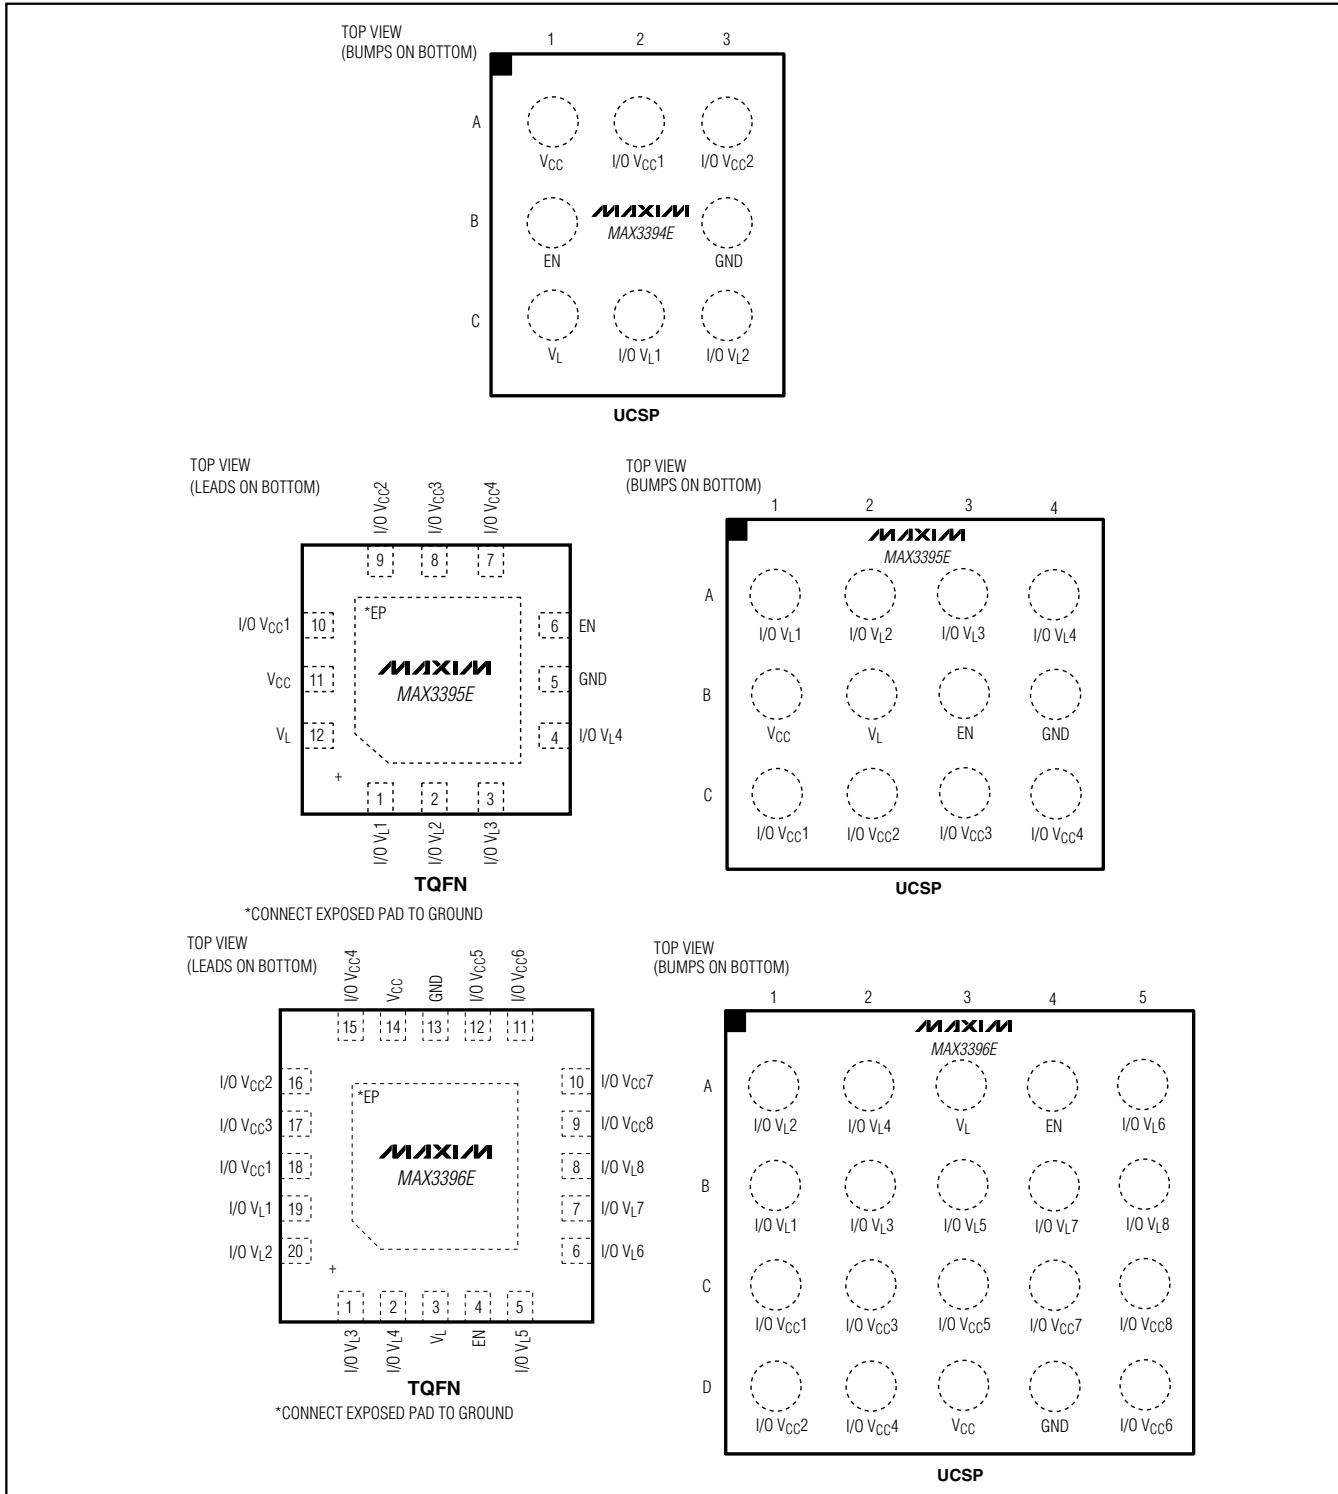 TOP VIEW
(BUMPS ON BOTTOM)
1 2 3
A
VCC I/O VCC1 I/O VCC2
B
MAXIM
MAX3394E
EN GND
C
VL I/O VL1 I/O VL2
UCSP
TOP VIEW
(LEADS ON BOTTOM)
I/O VCC2 I/O VCC3 I/O VCC4
9 8 7
I/O VCC1 10 *EP 6 EN
MAXIM
VCC 11 MAX3395E 5 GND
VL 12 4 I/O VL4
+
1 2 3
I/O VL1 I/O VL2 I/O VL3
TQFN
*CONNECT EXPOSED PAD TO GROUND
TOP VIEW
(BUMPS ON BOTTOM)
1 2 3 4
MAXIM
MAX3395E
A
I/O VL1 I/O VL2 I/O VL3 I/O VL4
B
VCC VL EN GND
C
I/O VCC1 I/O VCC2 I/O VCC3 I/O VCC4
UCSP
TOP VIEW
(LEADS ON BOTTOM)
I/O VCC4 VCC GND I/O VCC5 I/O VCC6
15 14 13 12 11
I/O VCC2 16 *EP 10 I/O VCC7
I/O VCC3 17 9 I/O VCC8
MAXIM
I/O VCC1 18 MAX3396E 8 I/O VL8
I/O VL1 19 7 I/O VL7
I/O VL2 20 6 I/O VL6
+
1 2 3 4 5
I/O VL3 I/O VL4 VL EN I/O VL5
TQFN
*CONNECT EXPOSED PAD TO GROUND
TOP VIEW
(BUMPS ON BOTTOM)
1 2 3 4 5
MAXIM
MAX3396E
A
I/O VL2 I/O VL4 VL EN I/O VL6
B
I/O VL1 I/O VL3 I/O VL5 I/O VL7 I/O VL8
C
I/O VCC1 I/O VCC3 I/O VCC5 I/O VCC7 I/O VCC8
D
I/O VCC2 I/O VCC4 VCC GND I/O VCC6
UCSP